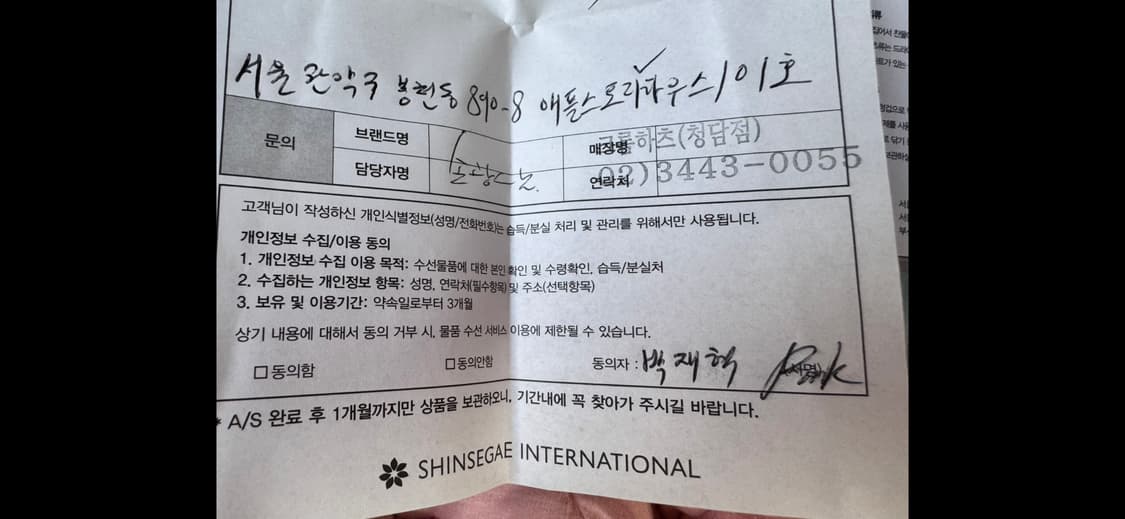 서울 관악구 봉천동 890-8 애플스토리하우스 101호
문의
브랜드명
매장명 크롬하츠(청담점)
담당자명
연락처 02)3443-0055
고객님이 작성하신 개인식별정보(성명/전화번호)는 습득/분실 처리 및 관리를 위해서만 사용됩니다.
개인정보 수집/이용 동의
1. 개인정보 수집 이용 목적: 수선물품에 대한 본인 확인 및 수령확인, 습득/분실처
2. 수집하는 개인정보 항목: 성명, 연락처(필수항목) 및 주소(선택항목)
3. 보유 및 이용기간: 약속일로부터 3개월
상기 내용에 대해서 동의 거부 시, 물품 수선 서비스 이용에 제한될 수 있습니다.
□ 동의함 □ 동의안함 동의자 : 박재혁 (서명) Park
* A/S 완료 후 1개월까지만 상품을 보관하오니, 기간내에 꼭 찾아가 주시길 바랍니다.
SHINSEGAE INTERNATIONAL